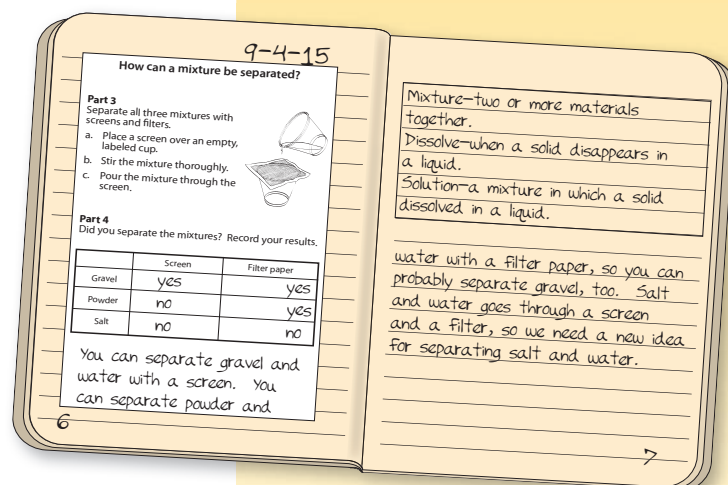 9-4-15
How can a mixture be separated?
Part 3
Separate all three mixtures with
screens and filters.
a. Place a screen over an empty,
labeled cup.
b. Stir the mixture thoroughly.
c. Pour the mixture through the
screen.
Part 4
Did you separate the mixtures? Record your results.
Screen Filter paper
Gravel yes yes
Powder no yes
Salt no no
You can separate gravel and
water with a screen. You
can separate powder and
6
Mixture—two or more materials
together.
Dissolve—when a solid disappears in
a liquid.
Solution—a mixture in which a solid
dissolved in a liquid.
water with a filter paper, so you can
probably separate gravel, too. Salt
and water goes through a screen
and a filter, so we need a new idea
for separating salt and water.
7